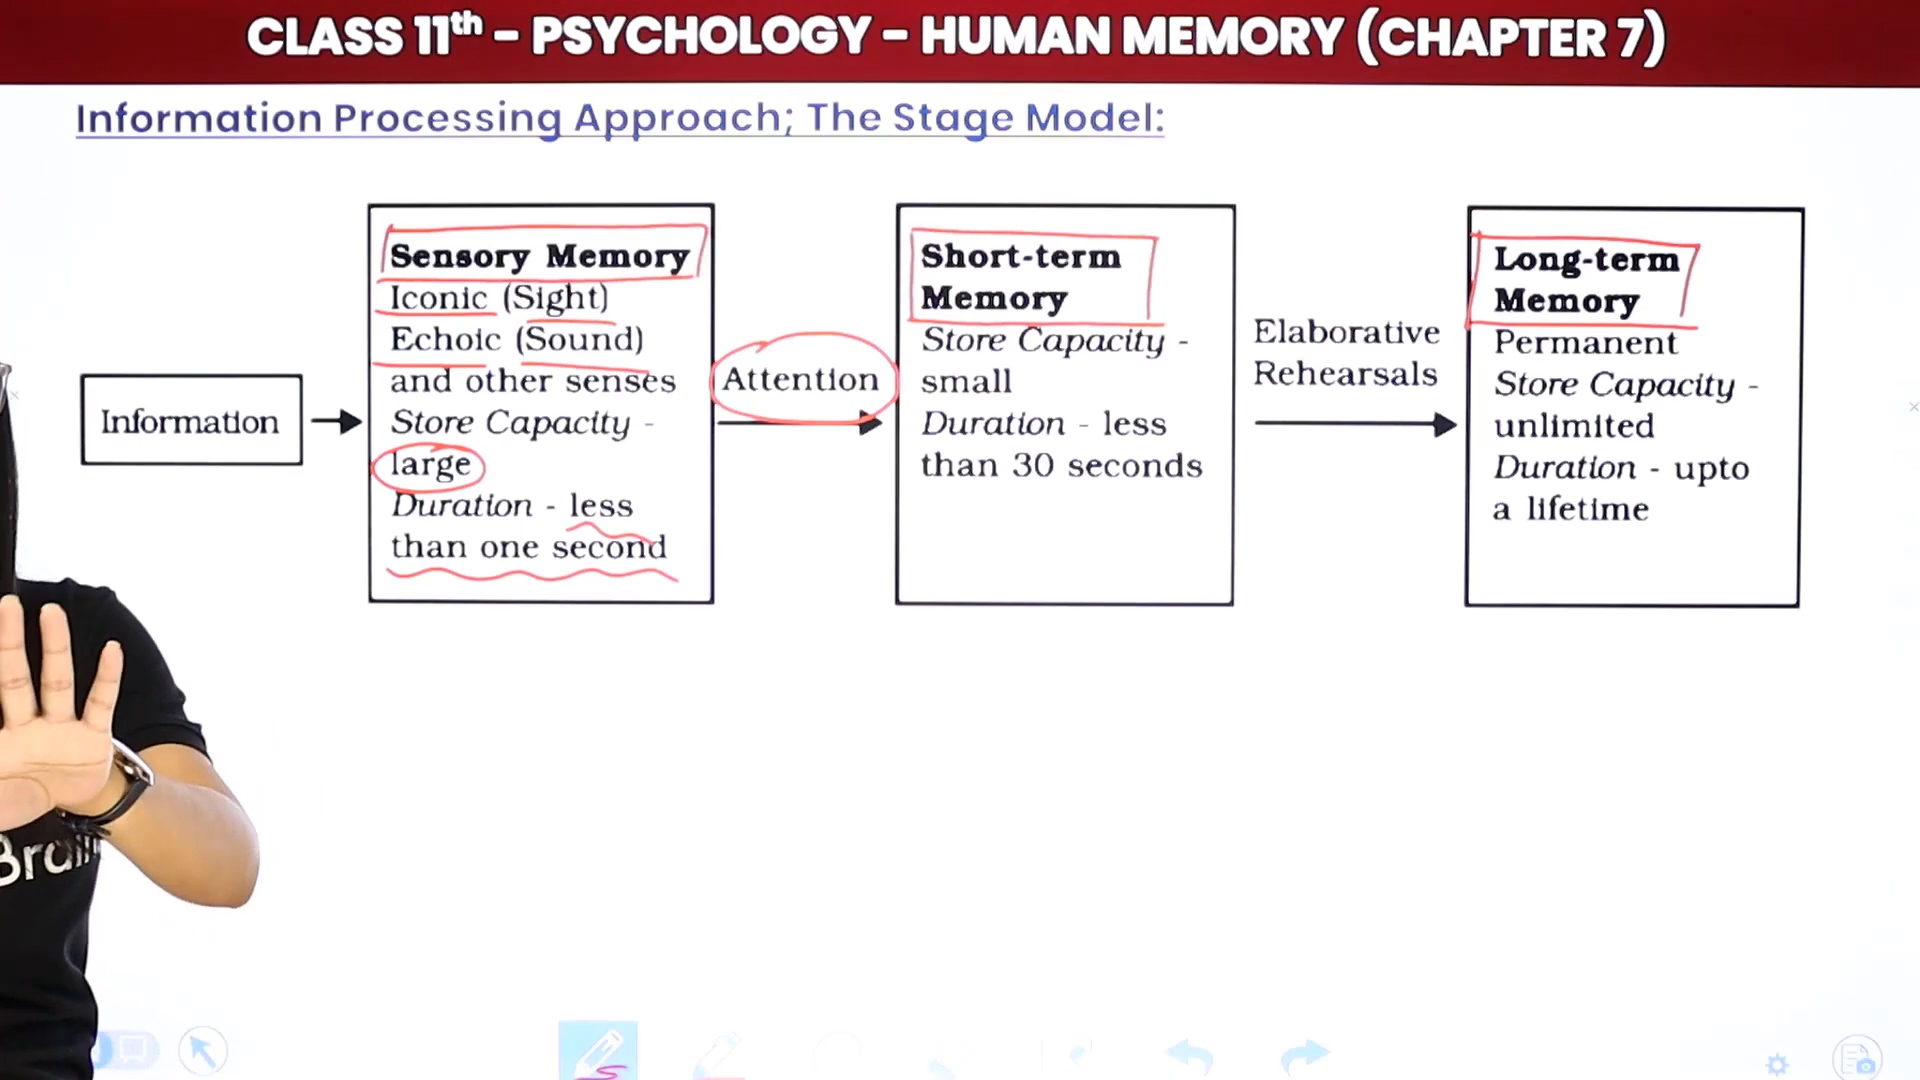 CLASS 11th - PSYCHOLOGY - HUMAN MEMORY (CHAPTER 7)
Information Processing Approach; The Stage Model:
Information
Sensory Memory
Iconic (Sight)
Echoic (Sound)
and other senses
Store Capacity -
large
Duration - less
than one second
Attention
Short-term
Memory
Store Capacity -
small
Duration - less
than 30 seconds
Elaborative
Rehearsals
Long-term
Memory
Permanent
Store Capacity -
unlimited
Duration - upto
a lifetime